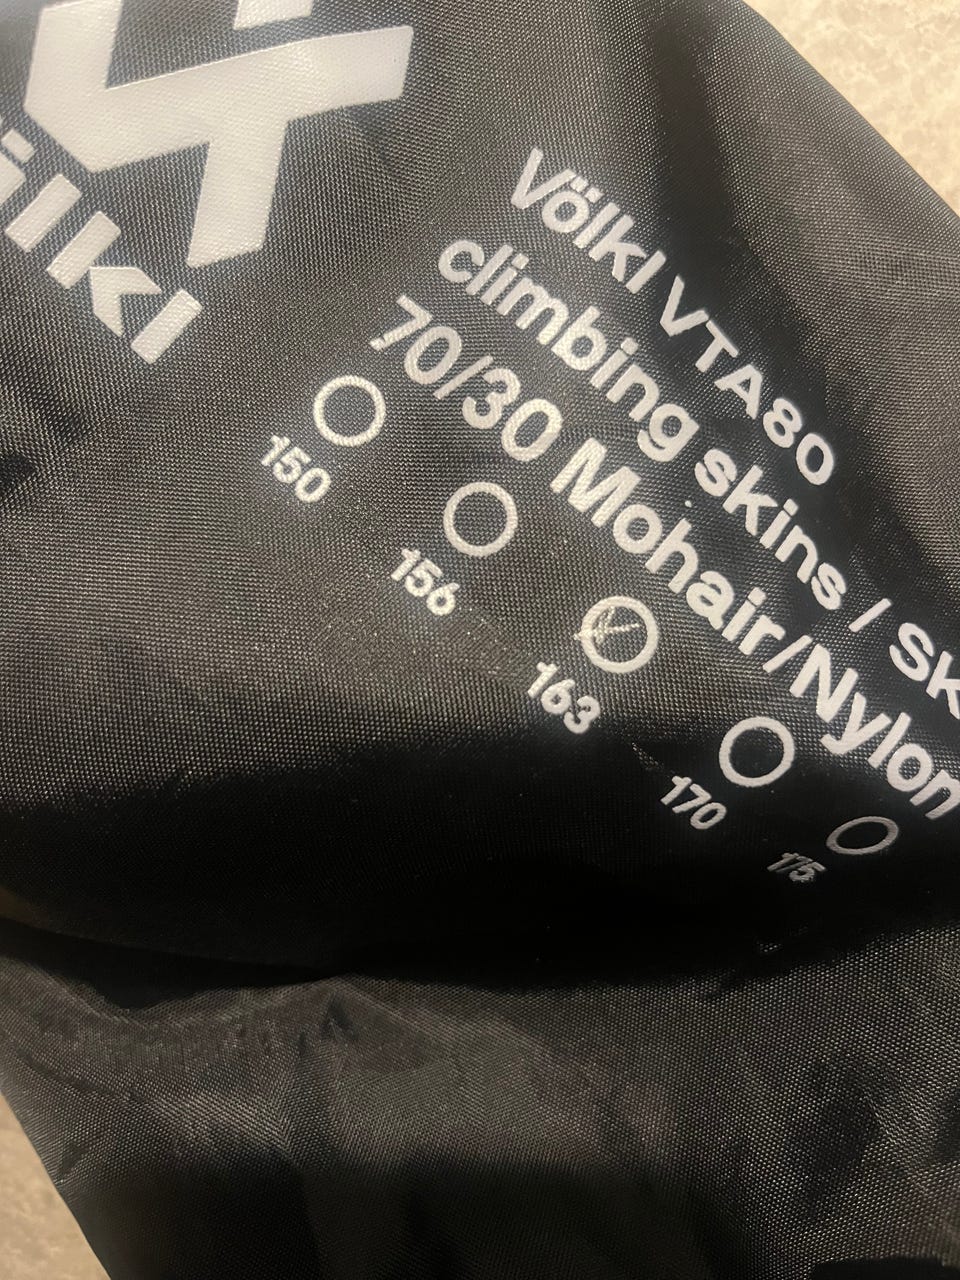 Völkl VTA80
climbing skins / Sk
70/30 Mohair/Nylon
150 156 163 170 175